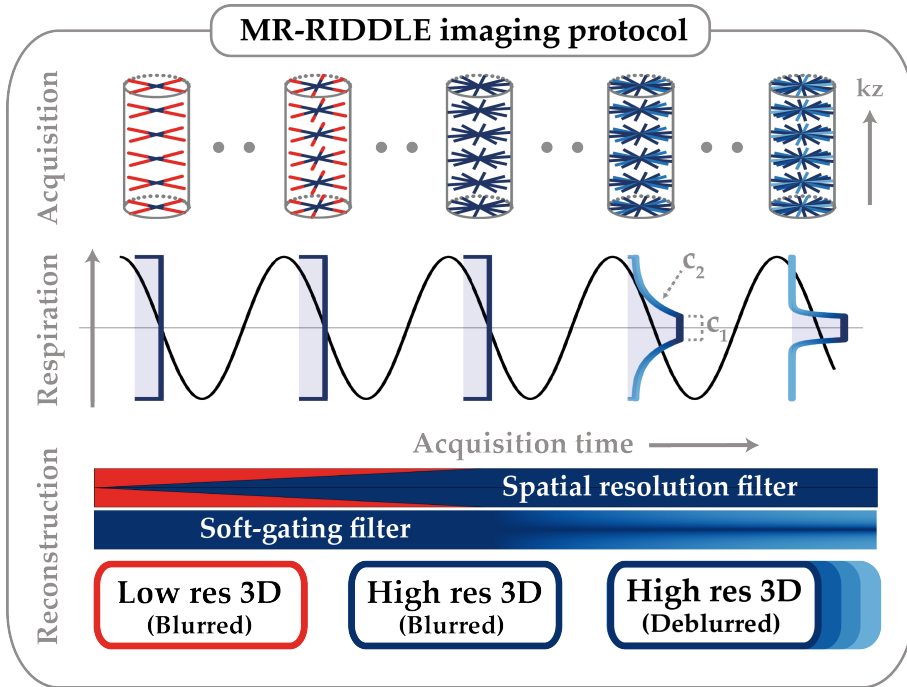 MR-RIDDLE imaging protocol
Acquisition
kz
Respiration
c2
c1
Acquisition time
Reconstruction
Spatial resolution filter
Soft-gating filter
Low res 3D
(Blurred)
High res 3D
(Blurred)
High res 3D
(Deblurred)